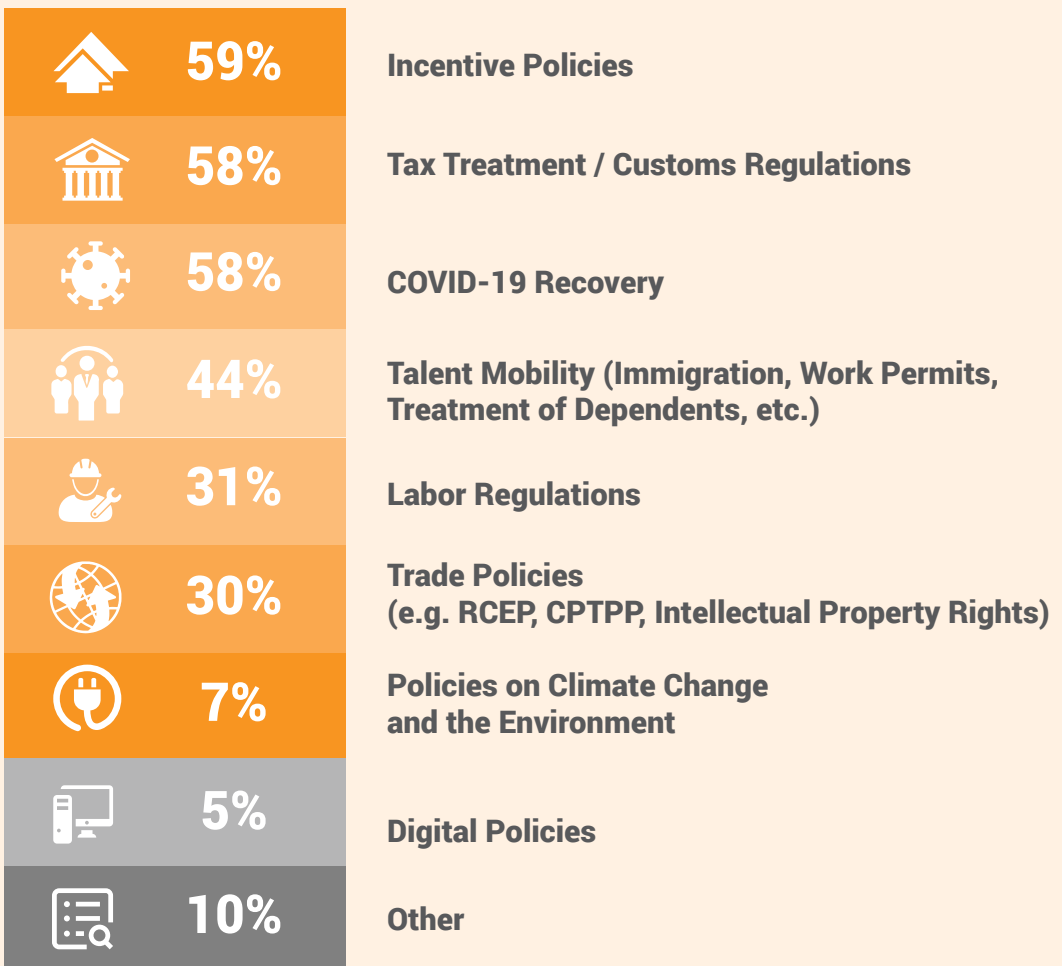 59%
Incentive Policies
58%
Tax Treatment / Customs Regulations
58%
COVID-19 Recovery
44%
Talent Mobility (Immigration, Work Permits,
Treatment of Dependents, etc.)
31%
Labor Regulations
30%
Trade Policies
(e.g. RCEP, CPTPP, Intellectual Property Rights)
7%
Policies on Climate Change
and the Environment
5%
Digital Policies
10%
Other